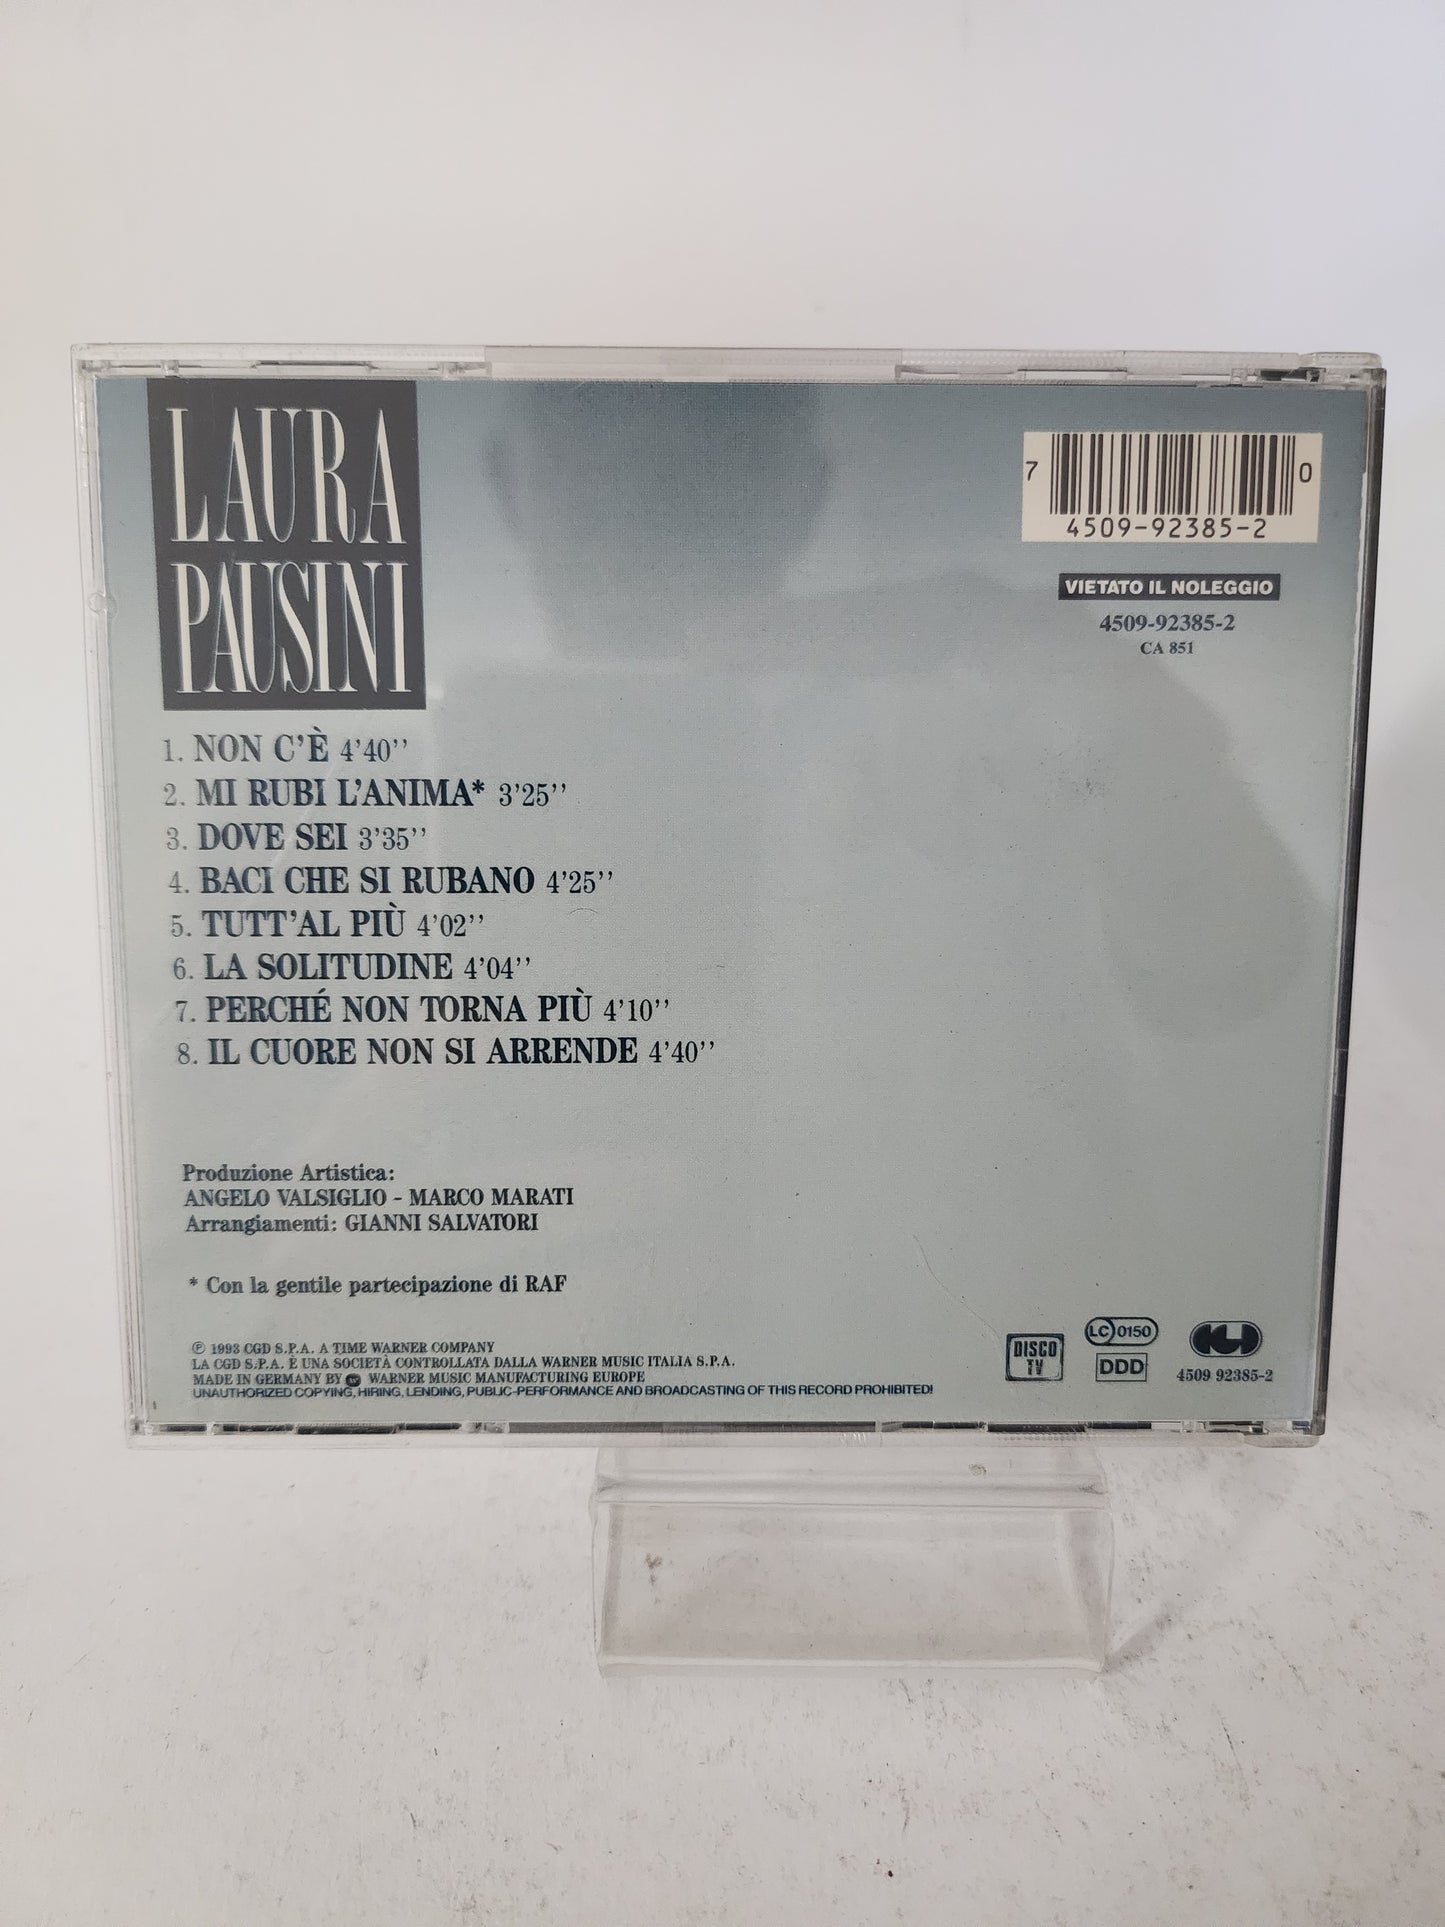 LAURA
PAUSINI
7 0
4509-92385-2
VIETATO IL NOLEGGIO
4509-92385-2
CA 851
1. NON C'È 4'40''
2. MI RUBI L'ANIMA* 3'25''
3. DOVE SEI 3'35''
4. BACI CHE SI RUBANO 4'25''
5. TUTT'AL PIÙ 4'02''
6. LA SOLITUDINE 4'04''
7. PERCHÉ NON TORNA PIÙ 4'10''
8. IL CUORE NON SI ARRENDE 4'40''
Produzione Artistica:
ANGELO VALSIGLIO - MARCO MARATI
Arrangiamenti: GIANNI SALVATORI
* Con la gentile partecipazione di RAF
℗ 1993 CGD S.P.A. A TIME WARNER COMPANY
LA CGD S.P.A. È UNA SOCIETÀ CONTROLLATA DALLA WARNER MUSIC ITALIA S.P.A.
MADE IN GERMANY BY WARNER MUSIC MANUFACTURING EUROPE
UNAUTHORIZED COPYING, HIRING, LENDING, PUBLIC-PERFORMANCE AND BROADCASTING OF THIS RECORD PROHIBITED!
DISCO
TV
LC 0150
DDD
4509 92385-2